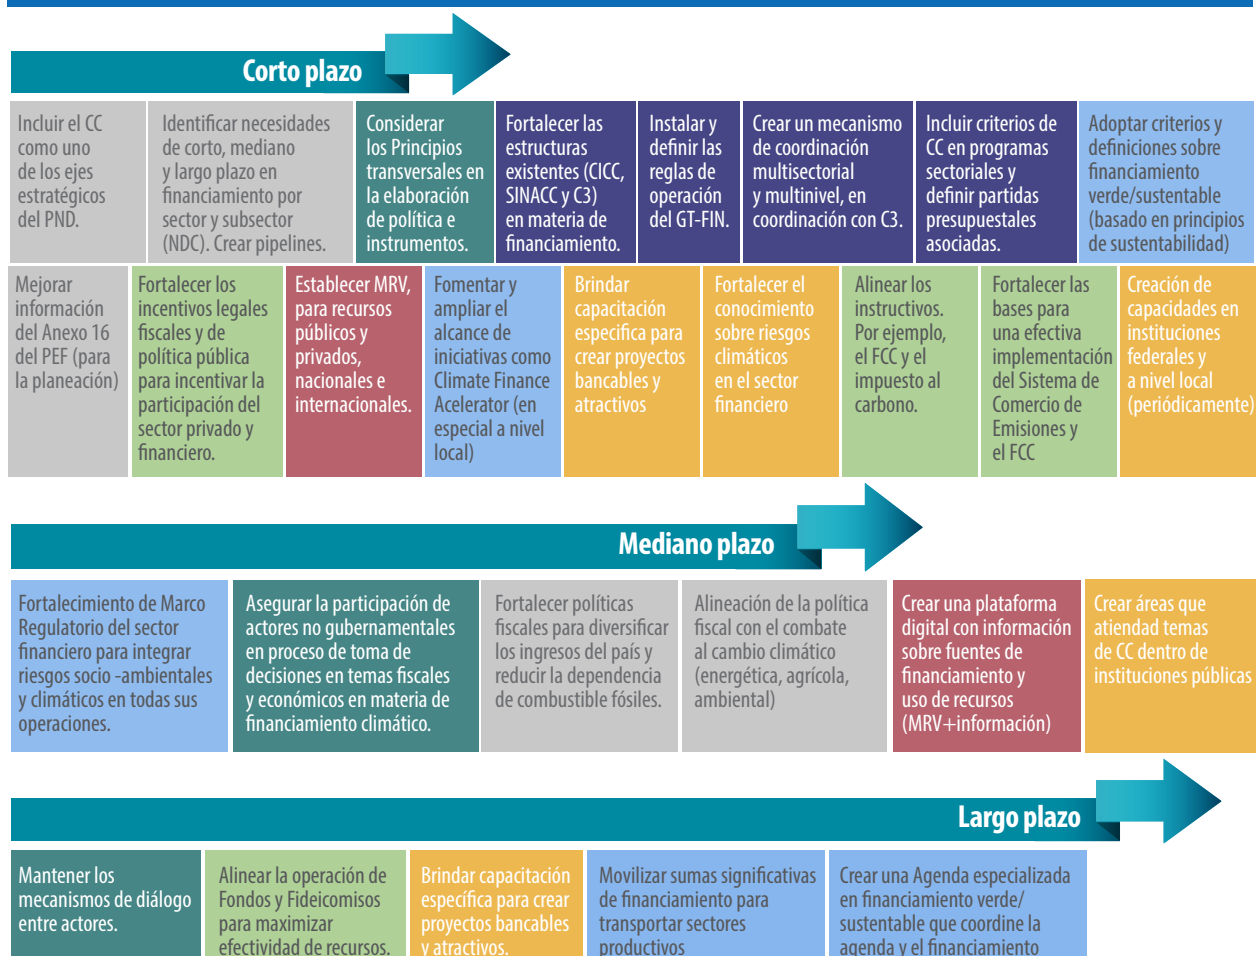 Corto plazo
Incluir el CC
como uno
de los ejes
estratégicos
del PND.
Identificar necesidades
de corto, mediano
y largo plazo en
financiamiento por
sector y subsector
(NDC). Crear pipelines.
Considerar
los Principios
transversales en
la elaboración
de política e
instrumentos.
Fortalecer las
estructuras
existentes (CICC,
SINACC y C3)
en materia de
financiamiento.
Instalar y
definir las
reglas de
operación
del GT-FIN.
Crear un mecanismo
de coordinación
multisectorial
y multinivel, en
coordinación con C3.
Incluir criterios de
CC en programas
sectoriales y
definir partidas
presupuestales
asociadas.
Adoptar criterios y
definiciones sobre
financiamiento
verde/sustentable
(basado en principios
de sustentabilidad)
Mejorar
información
del Anexo 16
del PEF (para
la planeación)
Fortalecer los
incentivos legales
fiscales y de
política pública
para incentivar la
participación del
sector privado y
financiero.
Establecer MRV,
para recursos
públicos y
privados,
nacionales e
internacionales.
Fomentar y
ampliar el
alcance de
iniciativas como
Climate Finance
Acelerator (en
especial a nivel
local)
Brindar
capacitación
especifica para
crear proyectos
bancables y
atractivos
Fortalecer el
conocimiento
sobre riesgos
climáticos
en el sector
financiero
Alinear los
instructivos.
Por ejemplo,
el FCC y el
impuesto al
carbono.
Fortalecer las
bases para
una efectiva
implementación
del Sistema de
Comercio de
Emisiones y
el FCC
Creación de
capacidades en
instituciones
federales y
a nivel local
(periódicamente)
Mediano plazo
Fortalecimiento de Marco
Regulatorio del sector
financiero para integrar
riesgos socio -ambientales
y climáticos en todas sus
operaciones.
Asegurar la participación de
actores no gubernamentales
en proceso de toma de
decisiones en temas fiscales
y económicos en materia de
financiamiento climático.
Fortalecer políticas
fiscales para diversificar
los ingresos del país y
reducir la dependencia
de combustible fósiles.
Alineación de la política
fiscal con el combate
al cambio climático
(energética, agrícola,
ambiental)
Crear una plataforma
digital con información
sobre fuentes de
financiamiento y
uso de recursos
(MRV+información)
Crear áreas que
atiendad temas
de CC dentro de
instituciones públicas
Largo plazo
Mantener los
mecanismos de diálogo
entre actores.
Alinear la operación de
Fondos y Fideicomisos
para maximizar
efectividad de recursos.
Brindar capacitación
específica para crear
proyectos bancables
y atractivos.
Movilizar sumas significativas
de financiamiento para
transportar sectores
productivos
Crear una Agenda especializada
en financiamiento verde/
sustentable que coordine la
agenda y el financiamiento